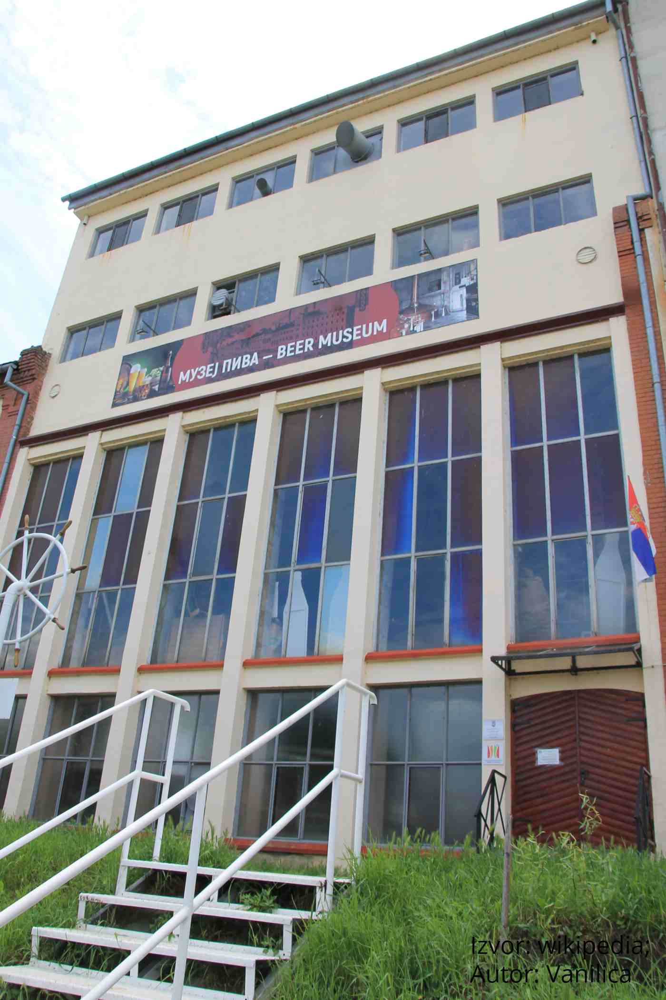 МУЗЕЈ ПИВА – BEER MUSEUM
Izvor: wikipedia;
Autor: Vanilica